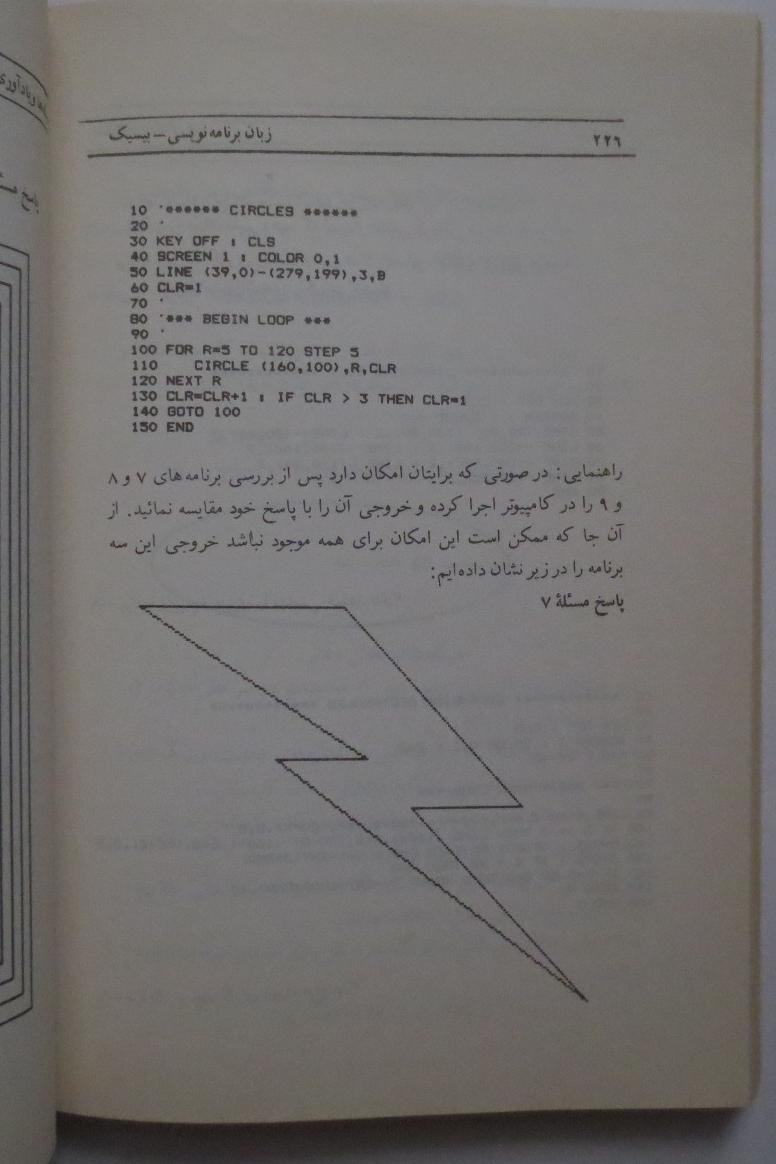 زبان برنامه‌نویسی — بیسیک ۲۲۶
10 '****** CIRCLES ******
20 '
30 KEY OFF : CLS
40 SCREEN 1 : COLOR 0,1
50 LINE (39,0)-(279,199),3,B
60 CLR=1
70 '
80 '*** BEGIN LOOP ***
90 '
100 FOR R=5 TO 120 STEP 5
110    CIRCLE (160,100),R,CLR
120 NEXT R
130 CLR=CLR+1 : IF CLR > 3 THEN CLR=1
140 GOTO 100
150 END
راهنمایی: در صورتی که برایتان امکان دارد پس از بررسی برنامه‌های ۷ و ۸
و ۹ را در کامپیوتر اجرا کرده و خروجی آن را با پاسخ خود مقایسه نمائید. از
آن جا که ممکن است این امکان برای همه موجود نباشد خروجی این سه
برنامه را در زیر نشان داده‌ایم:
پاسخ مسئلهٔ ۷